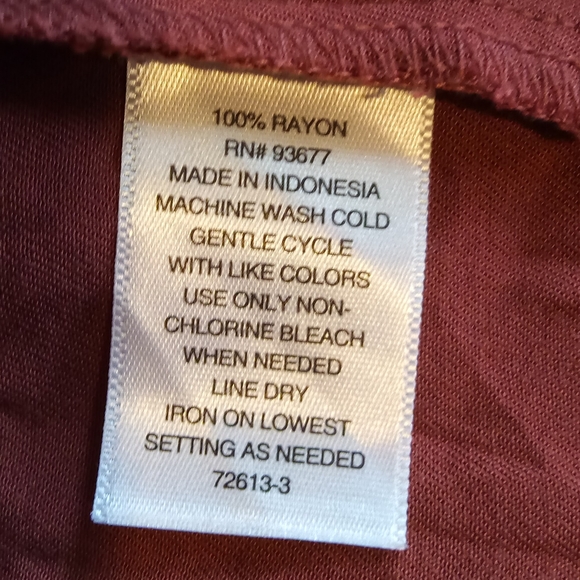 100% RAYON
RN# 93677
MADE IN INDONESIA
MACHINE WASH COLD
GENTLE CYCLE
WITH LIKE COLORS
USE ONLY NON-
CHLORINE BLEACH
WHEN NEEDED
LINE DRY
IRON ON LOWEST
SETTING AS NEEDED
72613-3